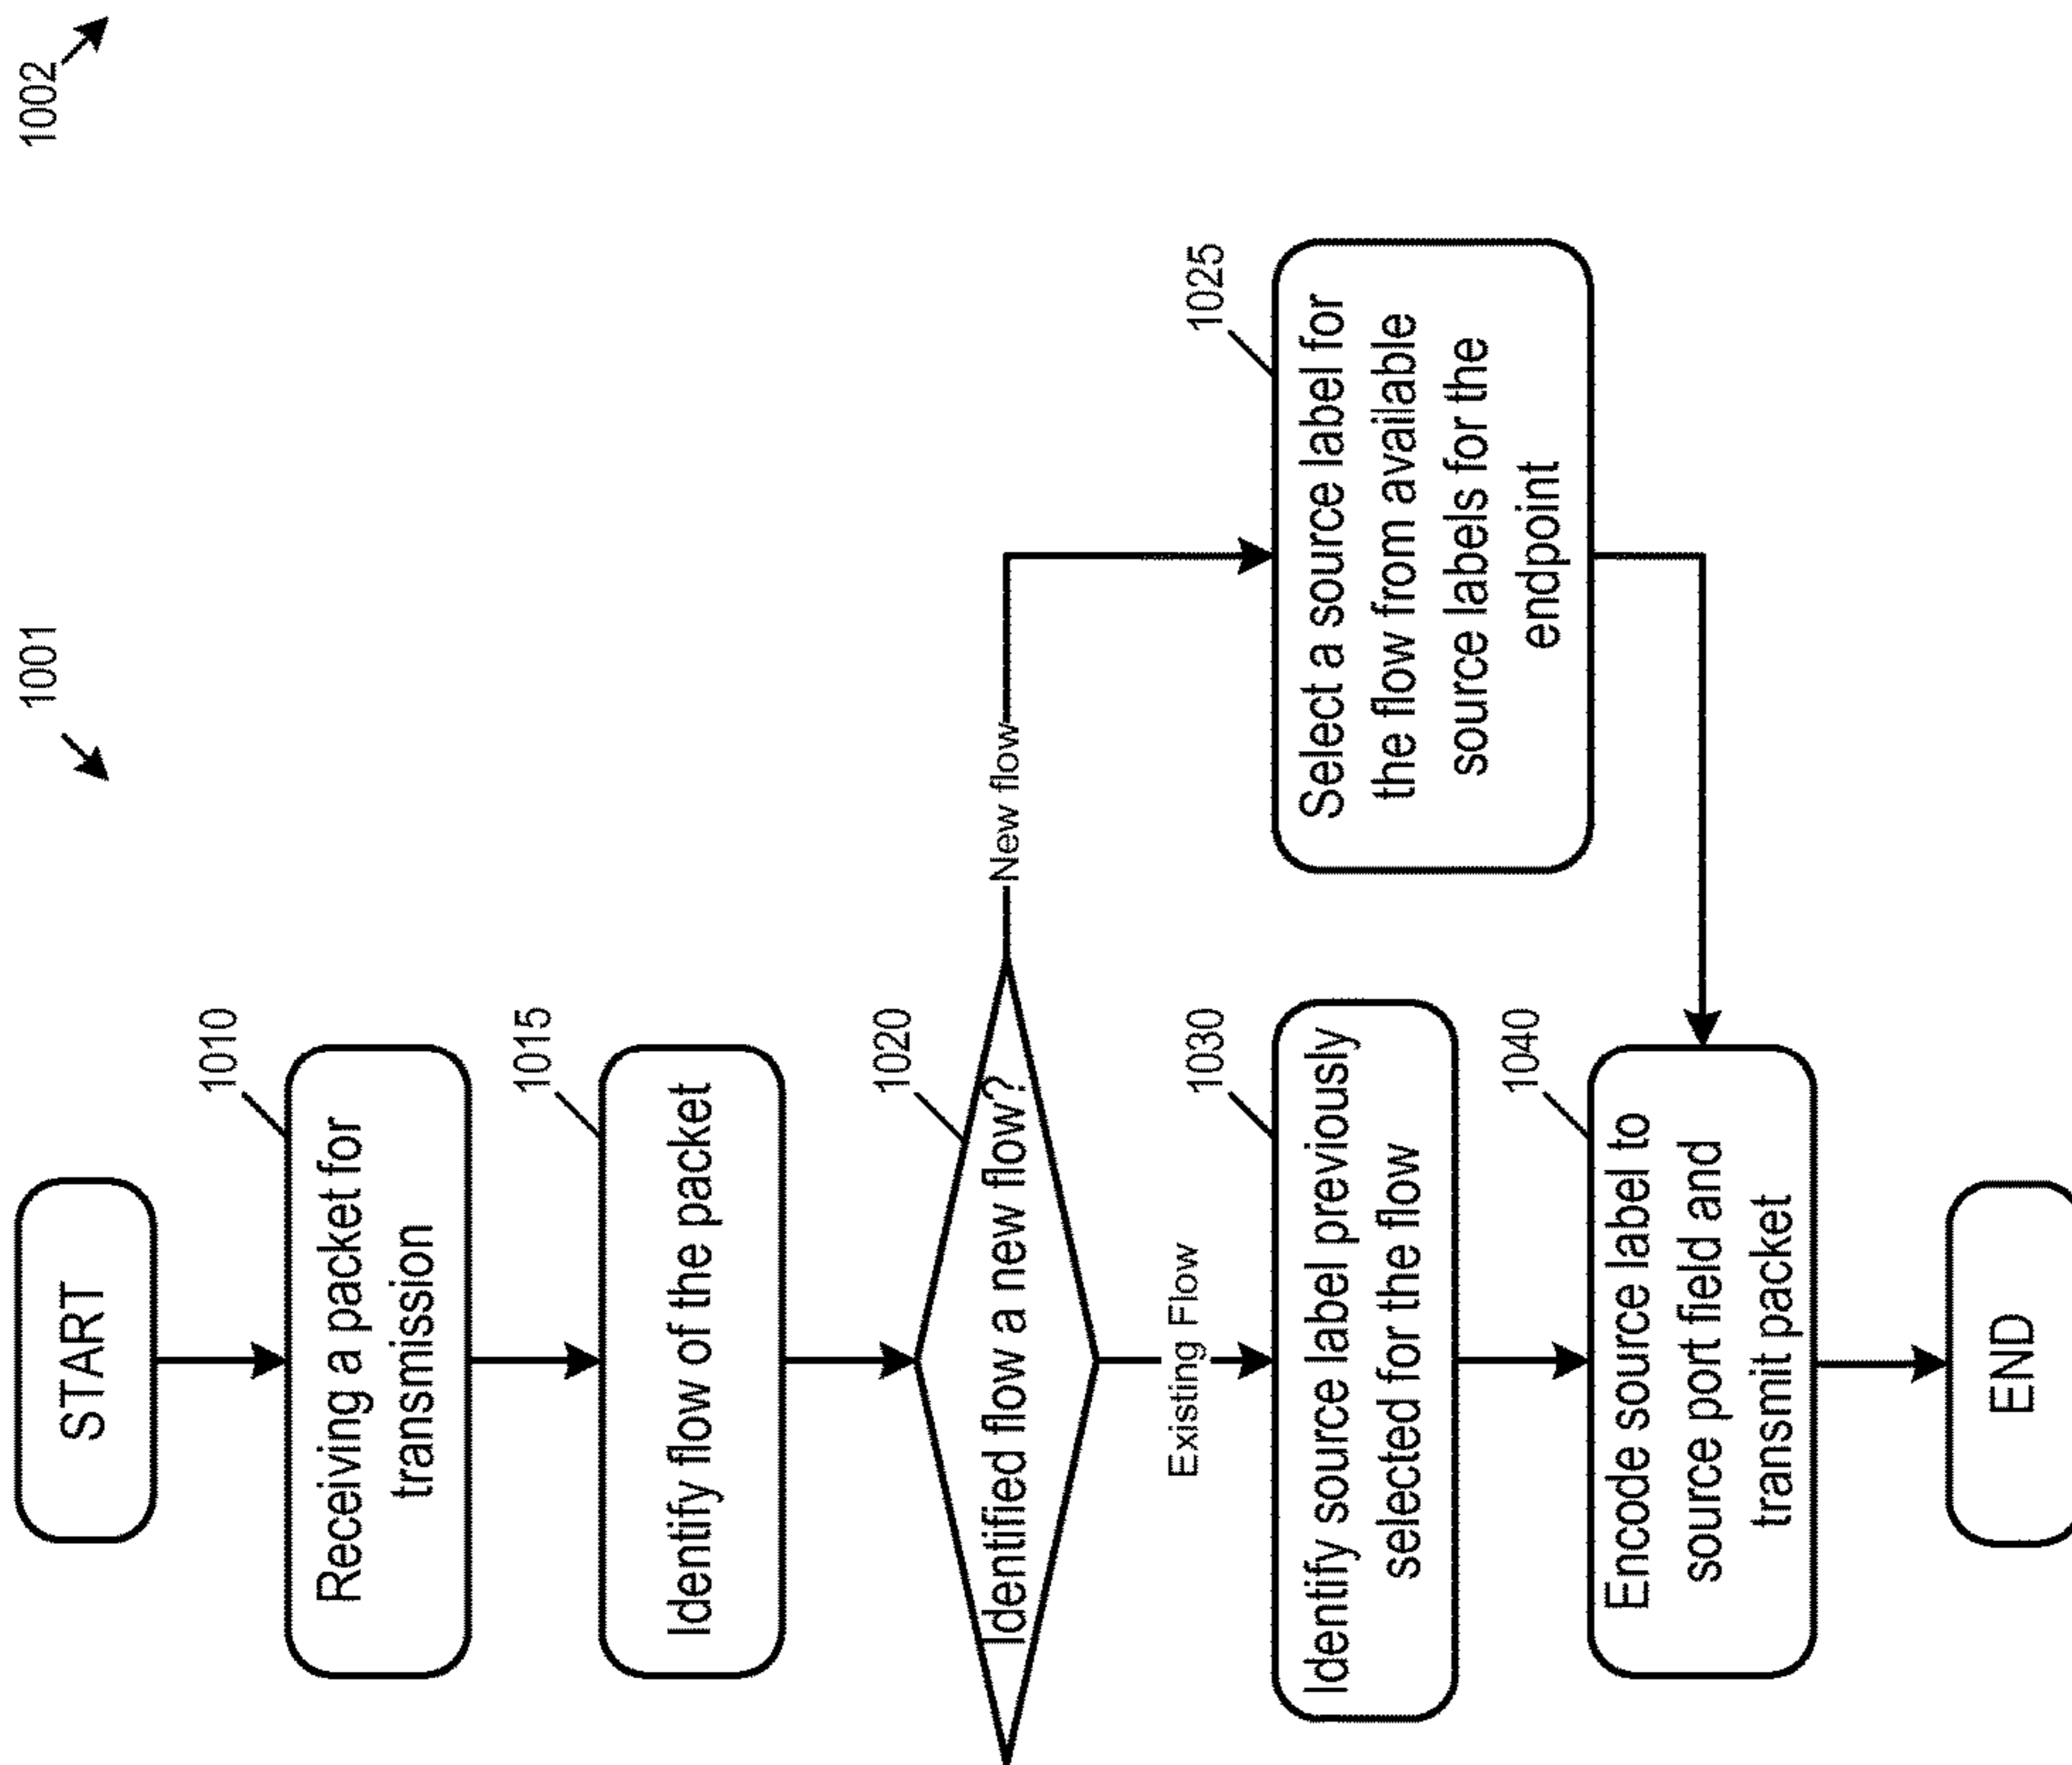 1001
1002
START
1010
Receiving a packet for
transmission
1015
Identify flow of the packet
1020
Identified flow a new flow?
New flow
Existing Flow
1025
Select a source label for
the flow from available
source labels for the
endpoint
1030
Identify source label previously
selected for the flow
1040
Encode source label to
source port field and
transmit packet
END